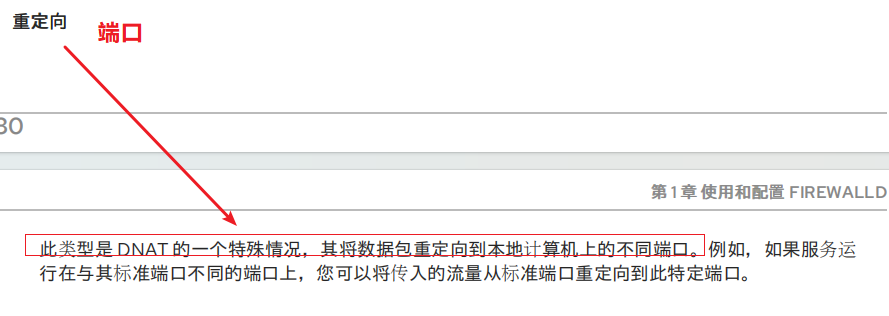 重定向
端口
30
第 1 章 使用和配置 FIREWALLD
此类型是 DNAT 的一个特殊情况，其将数据包重定向到本地计算机上的不同端口。例如，如果服务运
行在与其标准端口不同的端口上，您可以将传入的流量从标准端口重定向到此特定端口。